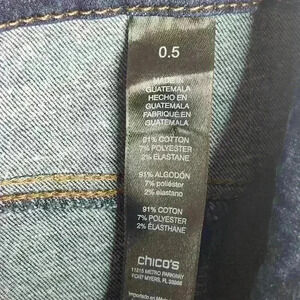 0.5
MADE IN
GUATEMALA
HECHO EN
GUATEMALA
FABRIQUÉ EN
GUATEMALA
91% COTTON
7% POLYESTER
2% ELASTANE
91% ALGODÓN
7% poliéster
2% elastano
91% COTON
7% POLYESTER
2% ÉLASTHANE
chico's
11215 METRO PARKWAY
FORT MYERS, FL 33966